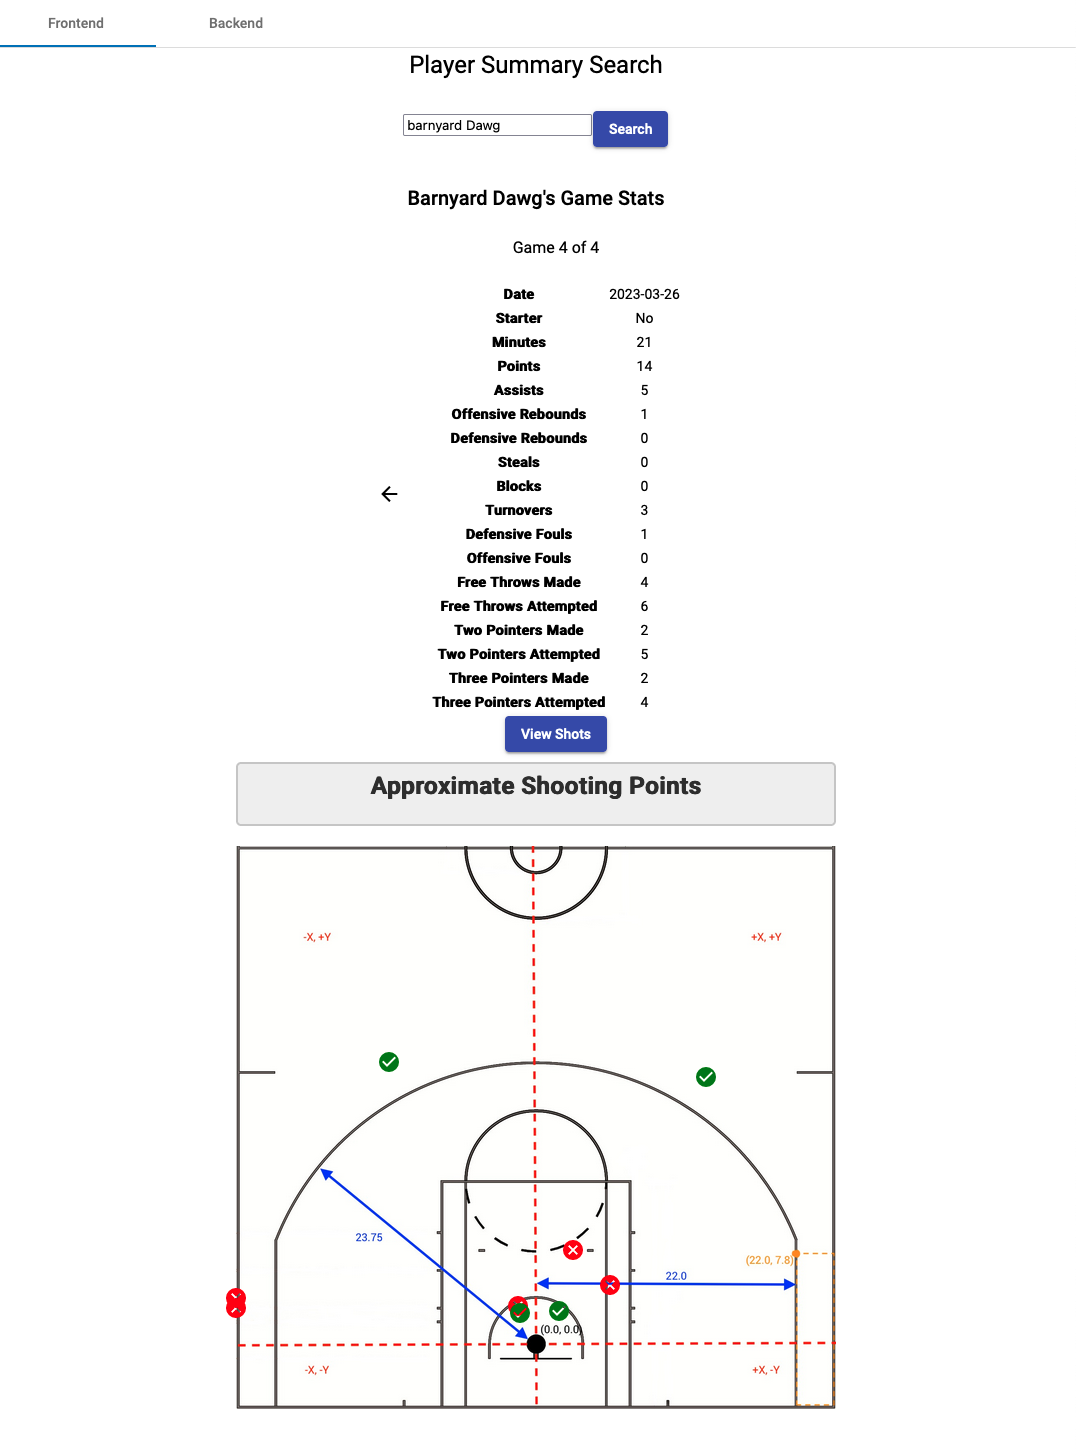 Frontend Backend
Player Summary Search
barnyard Dawg Search
Barnyard Dawg's Game Stats
Game 4 of 4
Date 2023-03-26
Starter No
Minutes 21
Points 14
Assists 5
Offensive Rebounds 1
Defensive Rebounds 0
Steals 0
Blocks 0
Turnovers 3
Defensive Fouls 1
Offensive Fouls 0
Free Throws Made 4
Free Throws Attempted 6
Two Pointers Made 2
Two Pointers Attempted 5
Three Pointers Made 2
Three Pointers Attempted 4
View Shots
Approximate Shooting Points
-X, +Y +X, +Y
23.75
(22.0, 7.8)
22.0
(0.0, 0.0)
-X, -Y +X, -Y